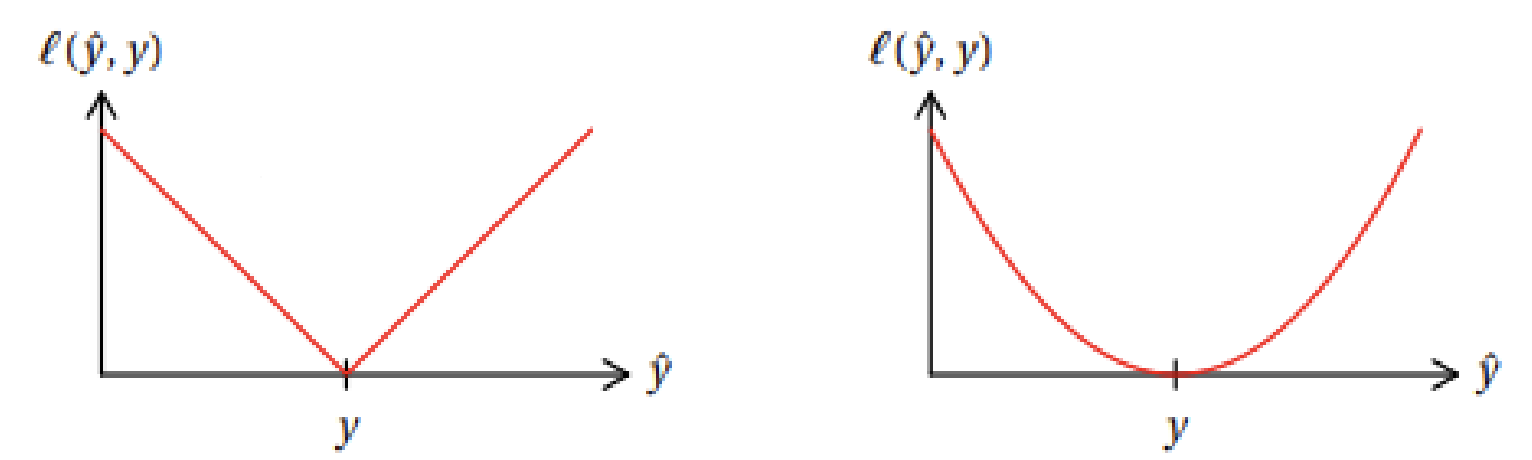 ℓ(ŷ, y)
ŷ
y
ℓ(ŷ, y)
ŷ
y